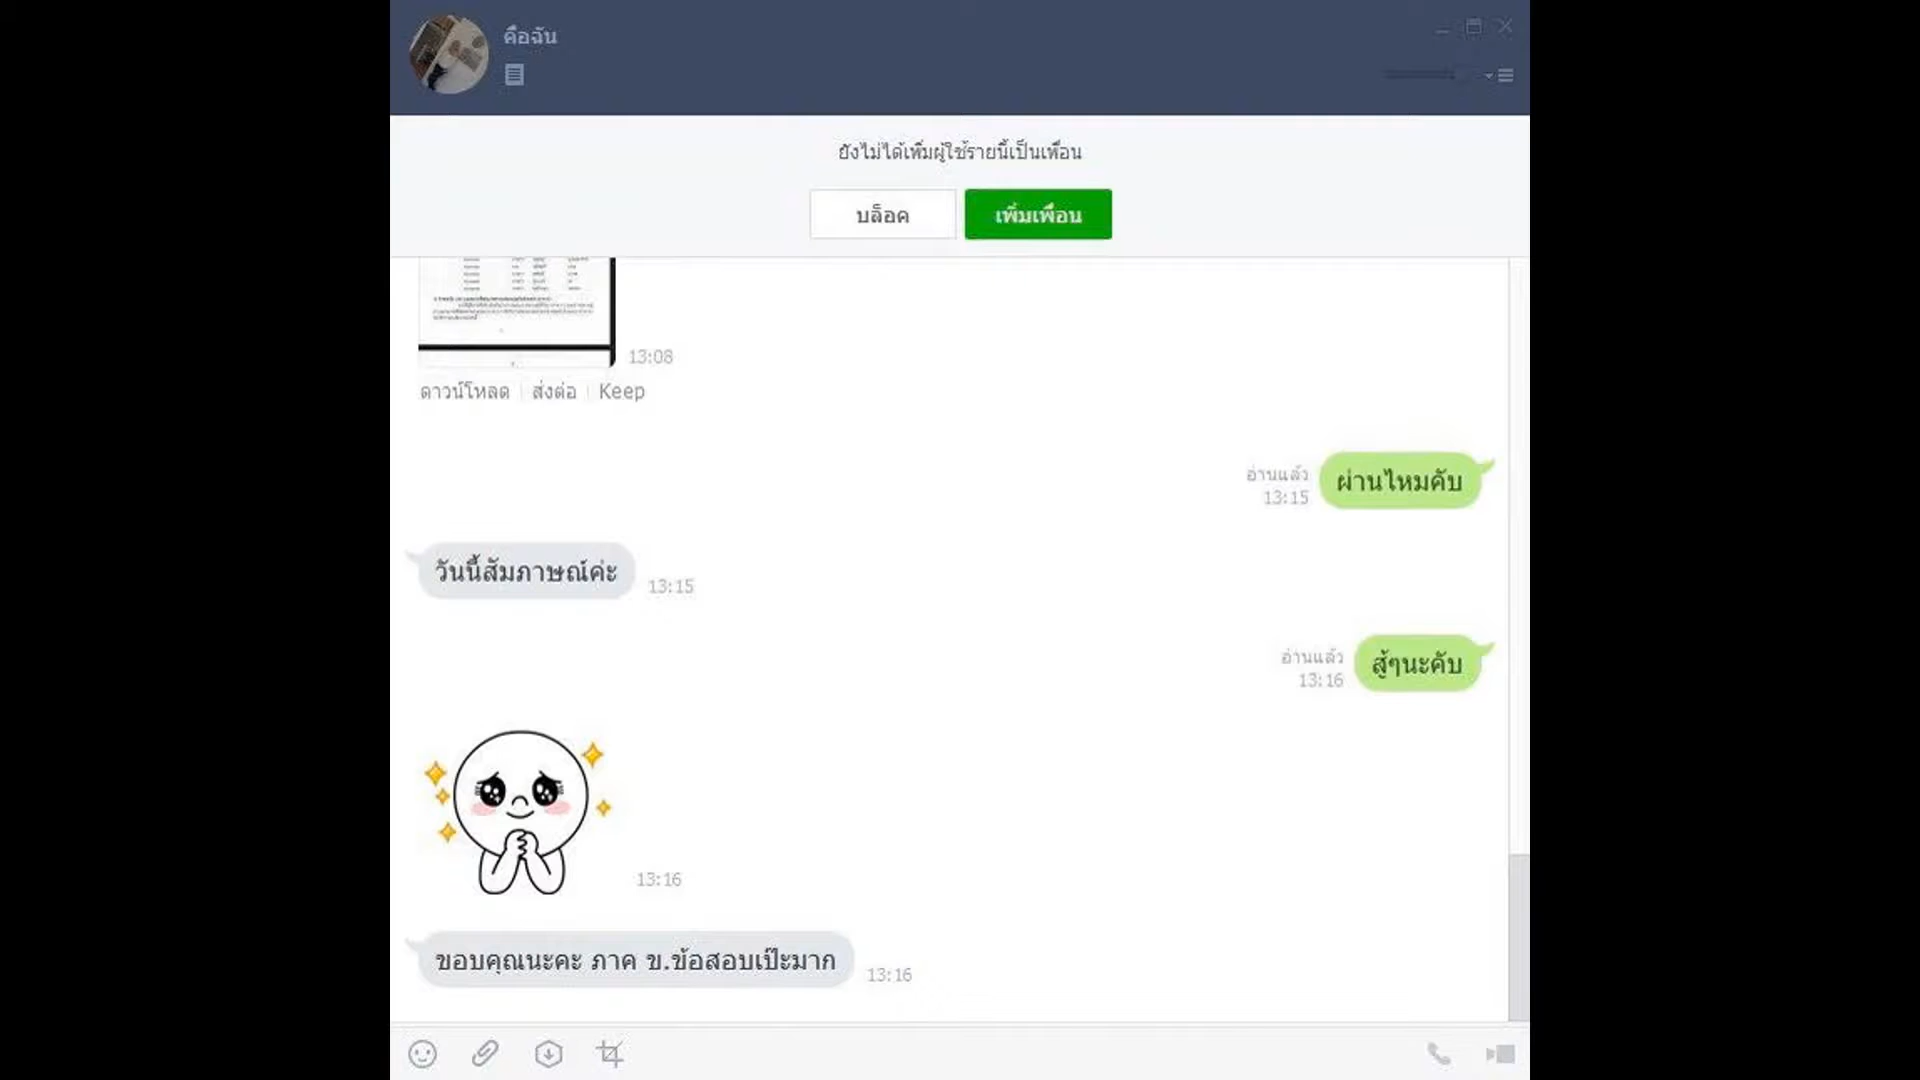 คือฉัน
ยังไม่ได้เพิ่มผู้ใช้รายนี้เป็นเพื่อน
บล็อค
เพิ่มเพื่อน
13:08
ดาวน์โหลด | ส่งต่อ | Keep
อ่านแล้ว
13:15
ผ่านไหมคับ
วันนี้สัมภาษณ์ค่ะ
13:15
อ่านแล้ว
13:16
สู้ๆนะคับ
13:16
ขอบคุณนะคะ ภาค ข.ข้อสอบเป๊ะมาก
13:16